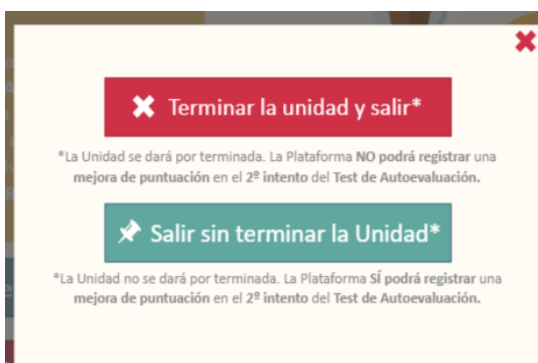 Terminar la unidad y salir*
*La Unidad se dará por terminada. La Plataforma NO podrá registrar una
mejora de puntuación en el 2º intento del Test de Autoevaluación.
Salir sin terminar la Unidad*
*La Unidad no se dará por terminada. La Plataforma SÍ podrá registrar una
mejora de puntuación en el 2º intento del Test de Autoevaluación.